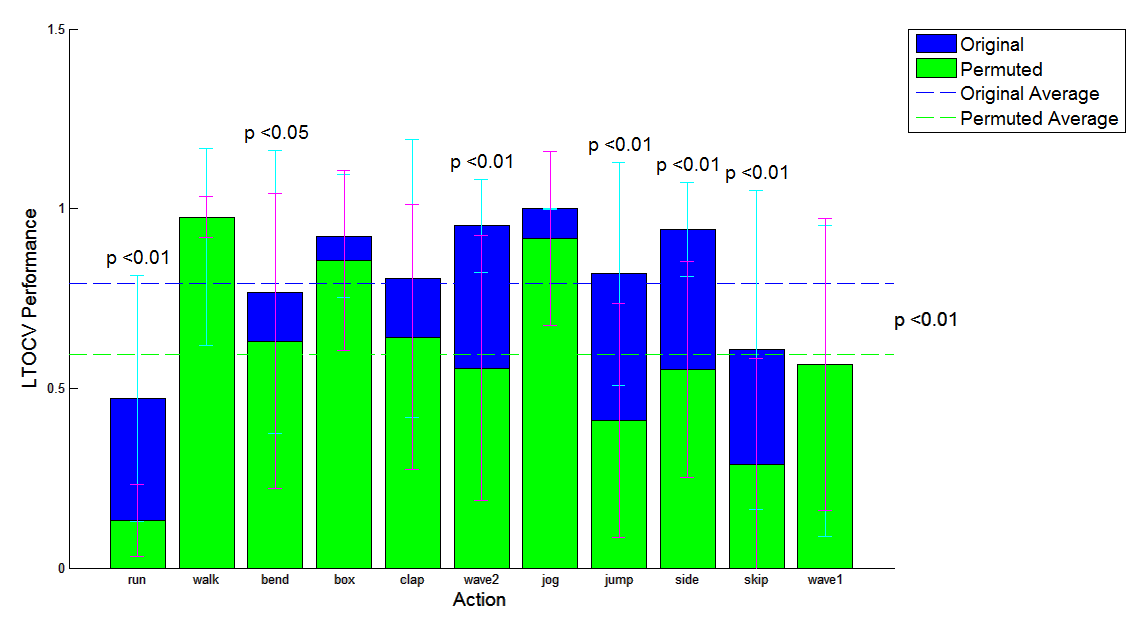 1.5
Original
Permuted
Original Average
Permuted Average
p <0.05
p <0.01
p <0.01
p <0.01
p <0.01
1
p <0.01
LTOCV Performance
p <0.01
0.5
0
run walk bend box clap wave2 jog jump side skip wave1
Action